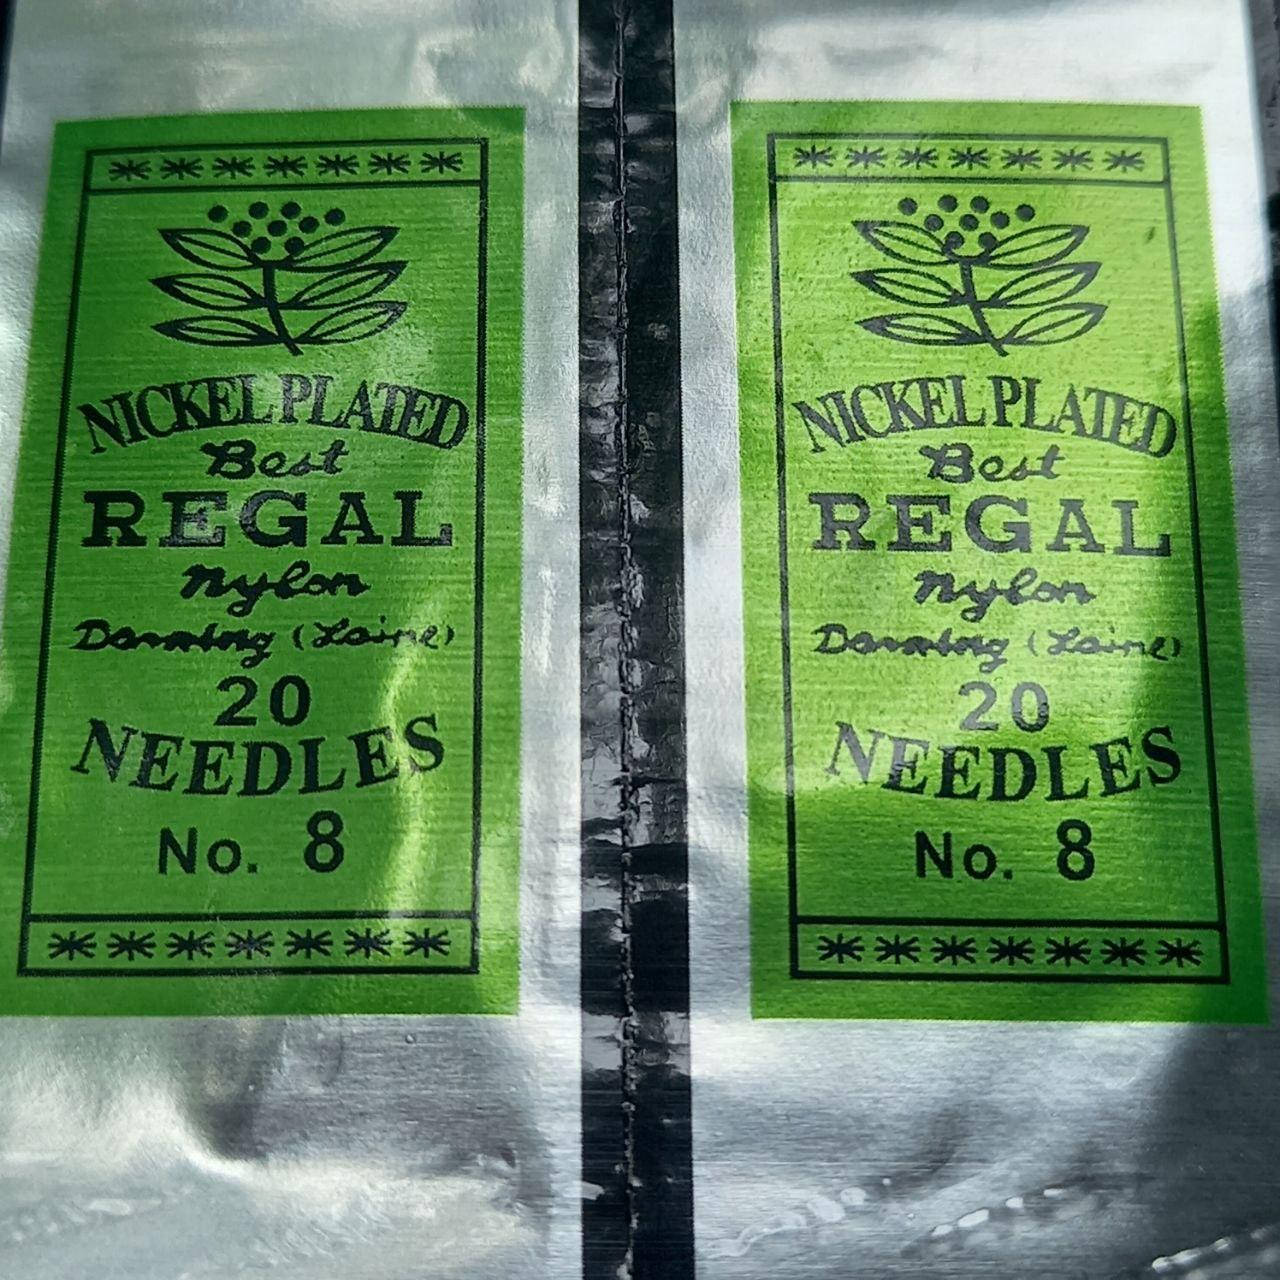 NICKEL PLATED
Best
REGAL
Nylon
Darning (Laine)
20
NEEDLES
No. 8
NICKEL PLATED
Best
REGAL
Nylon
Darning (Laine)
20
NEEDLES
No. 8